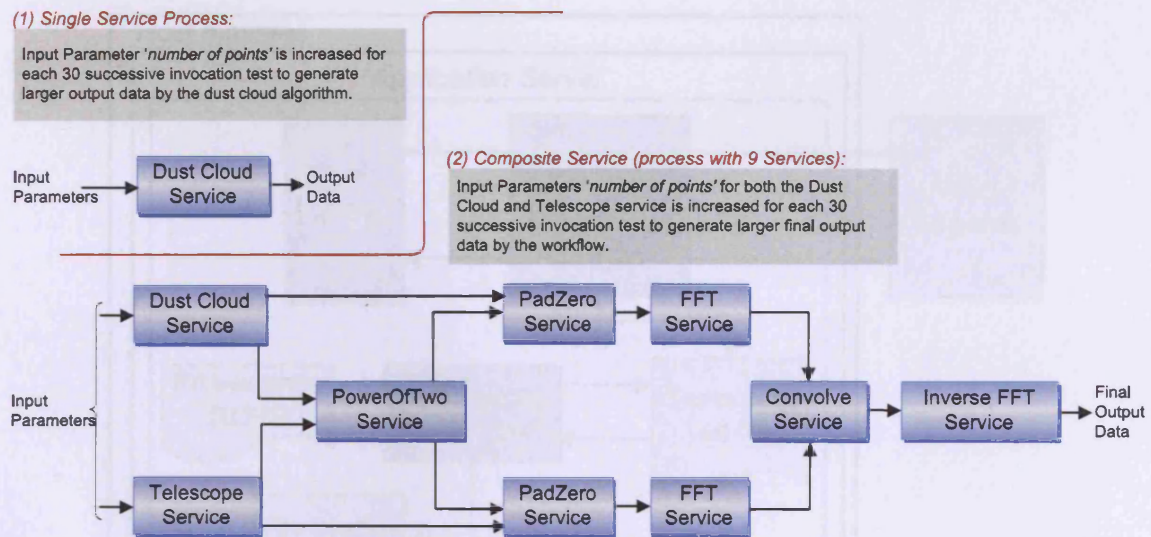 (1) Single Service Process:
Input Parameter 'number of points' is increased for
each 30 successive invocation test to generate
larger output data by the dust cloud algorithm.
Input
Parameters
Dust Cloud
Service
Output
Data
(2) Composite Service (process with 9 Services):
Input Parameters 'number of points' for both the Dust
Cloud and Telescope service is increased for each 30
successive invocation test to generate larger final output
data by the workflow.
Dust Cloud
Service
PadZero
Service
FFT
Service
Input
Parameters
PowerOfTwo
Service
Convolve
Service
Inverse FFT
Service
Final
Output
Data
Telescope
Service
PadZero
Service
FFT
Service